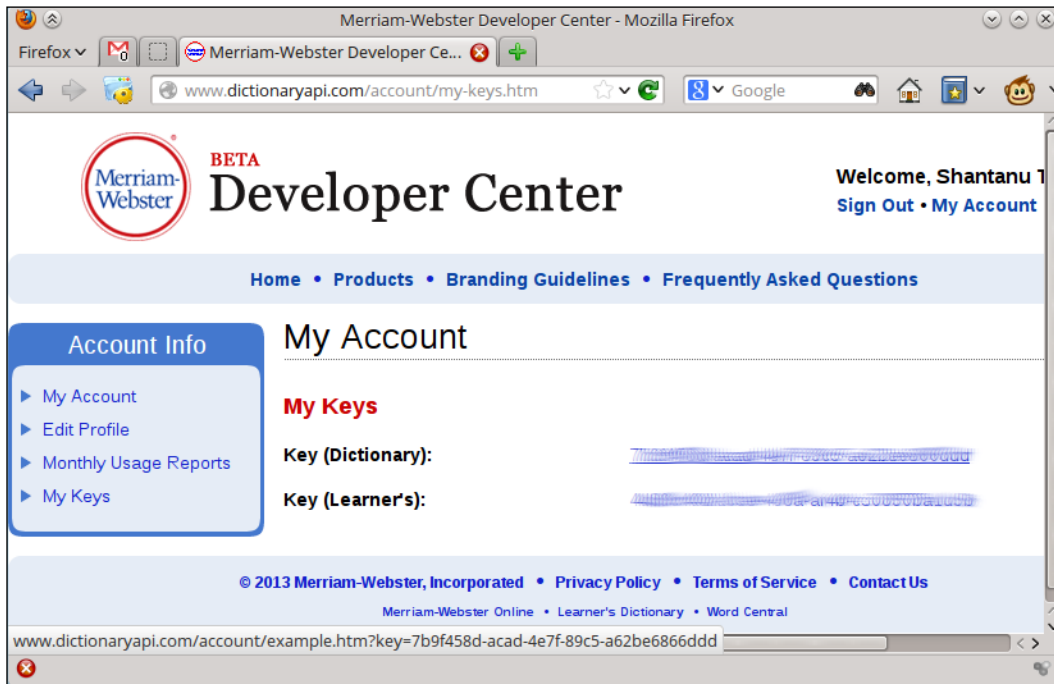 Merriam-Webster Developer Center - Mozilla Firefox
Firefox
0
Merriam-Webster Developer Ce...
www.dictionaryapi.com/account/my-keys.htm
8 Google
Merriam-
Webster
®
BETA
Developer Center
Welcome, Shantanu
Sign Out • My Account
Home • Products • Branding Guidelines • Frequently Asked Questions
Account Info
My Account
Edit Profile
Monthly Usage Reports
My Keys
My Account
My Keys
Key (Dictionary):
Key (Learner's):
© 2013 Merriam-Webster, Incorporated • Privacy Policy • Terms of Service • Contact Us
Merriam-Webster Online • Learner's Dictionary • Word Central
www.dictionaryapi.com/account/example.htm?key=7b9f458d-acad-4e7f-89c5-a62be6866ddd